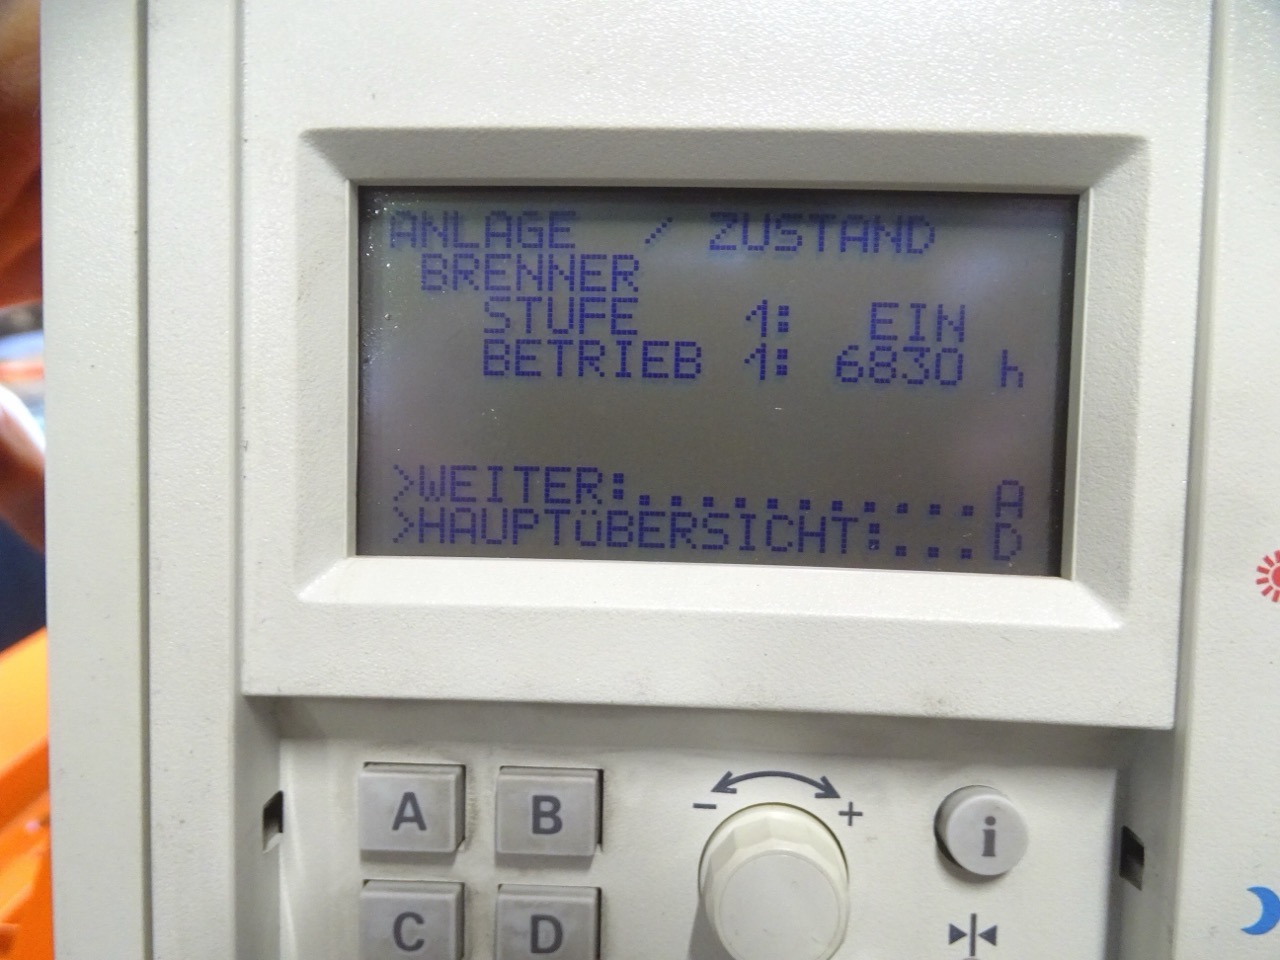 ANLAGE / ZUSTAND
BRENNER
STUFE 1: EIN
BETRIEB 1: 6830 h
>WEITER:...........A
>HAUPTÜBERSICHT:...D
A B
- +
i
C D